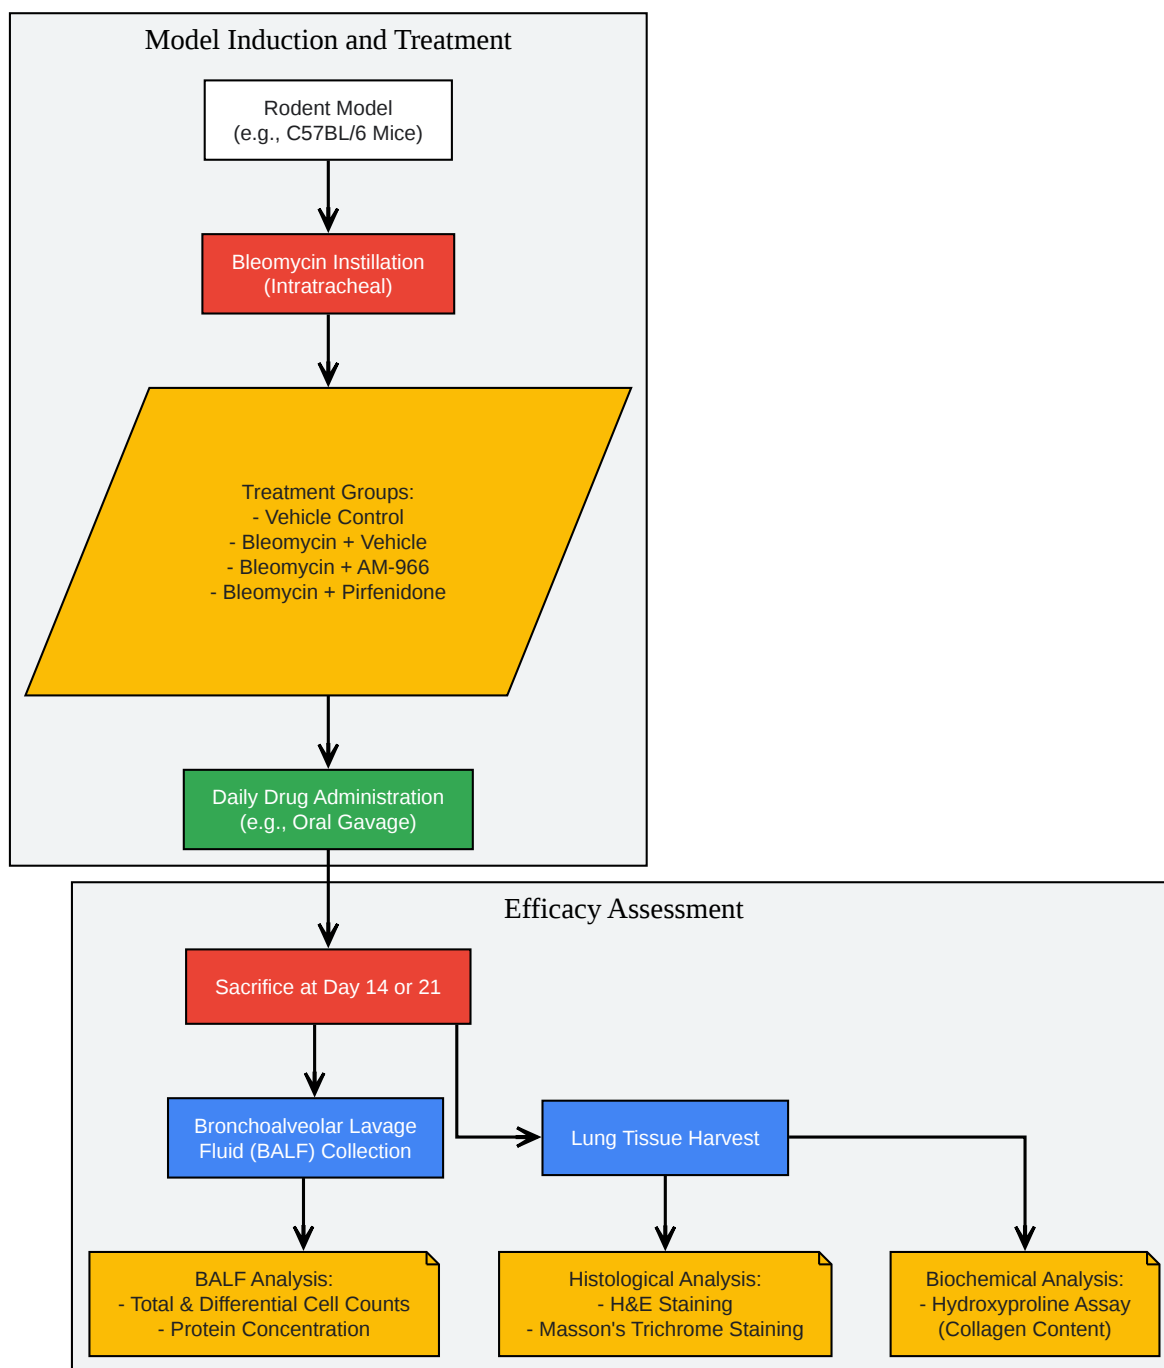 Model Induction and Treatment
Rodent Model
(e.g., C57BL/6 Mice)
Bleomycin Instillation
(Intratracheal)
Treatment Groups:
- Vehicle Control
- Bleomycin + Vehicle
- Bleomycin + AM-966
- Bleomycin + Pirfenidone
Daily Drug Administration
(e.g., Oral Gavage)
Efficacy Assessment
Sacrifice at Day 14 or 21
Bronchoalveolar Lavage
Fluid (BALF) Collection
Lung Tissue Harvest
BALF Analysis:
- Total & Differential Cell Counts
- Protein Concentration
Histological Analysis:
- H&E Staining
- Masson's Trichrome Staining
Biochemical Analysis:
- Hydroxyproline Assay
(Collagen Content)